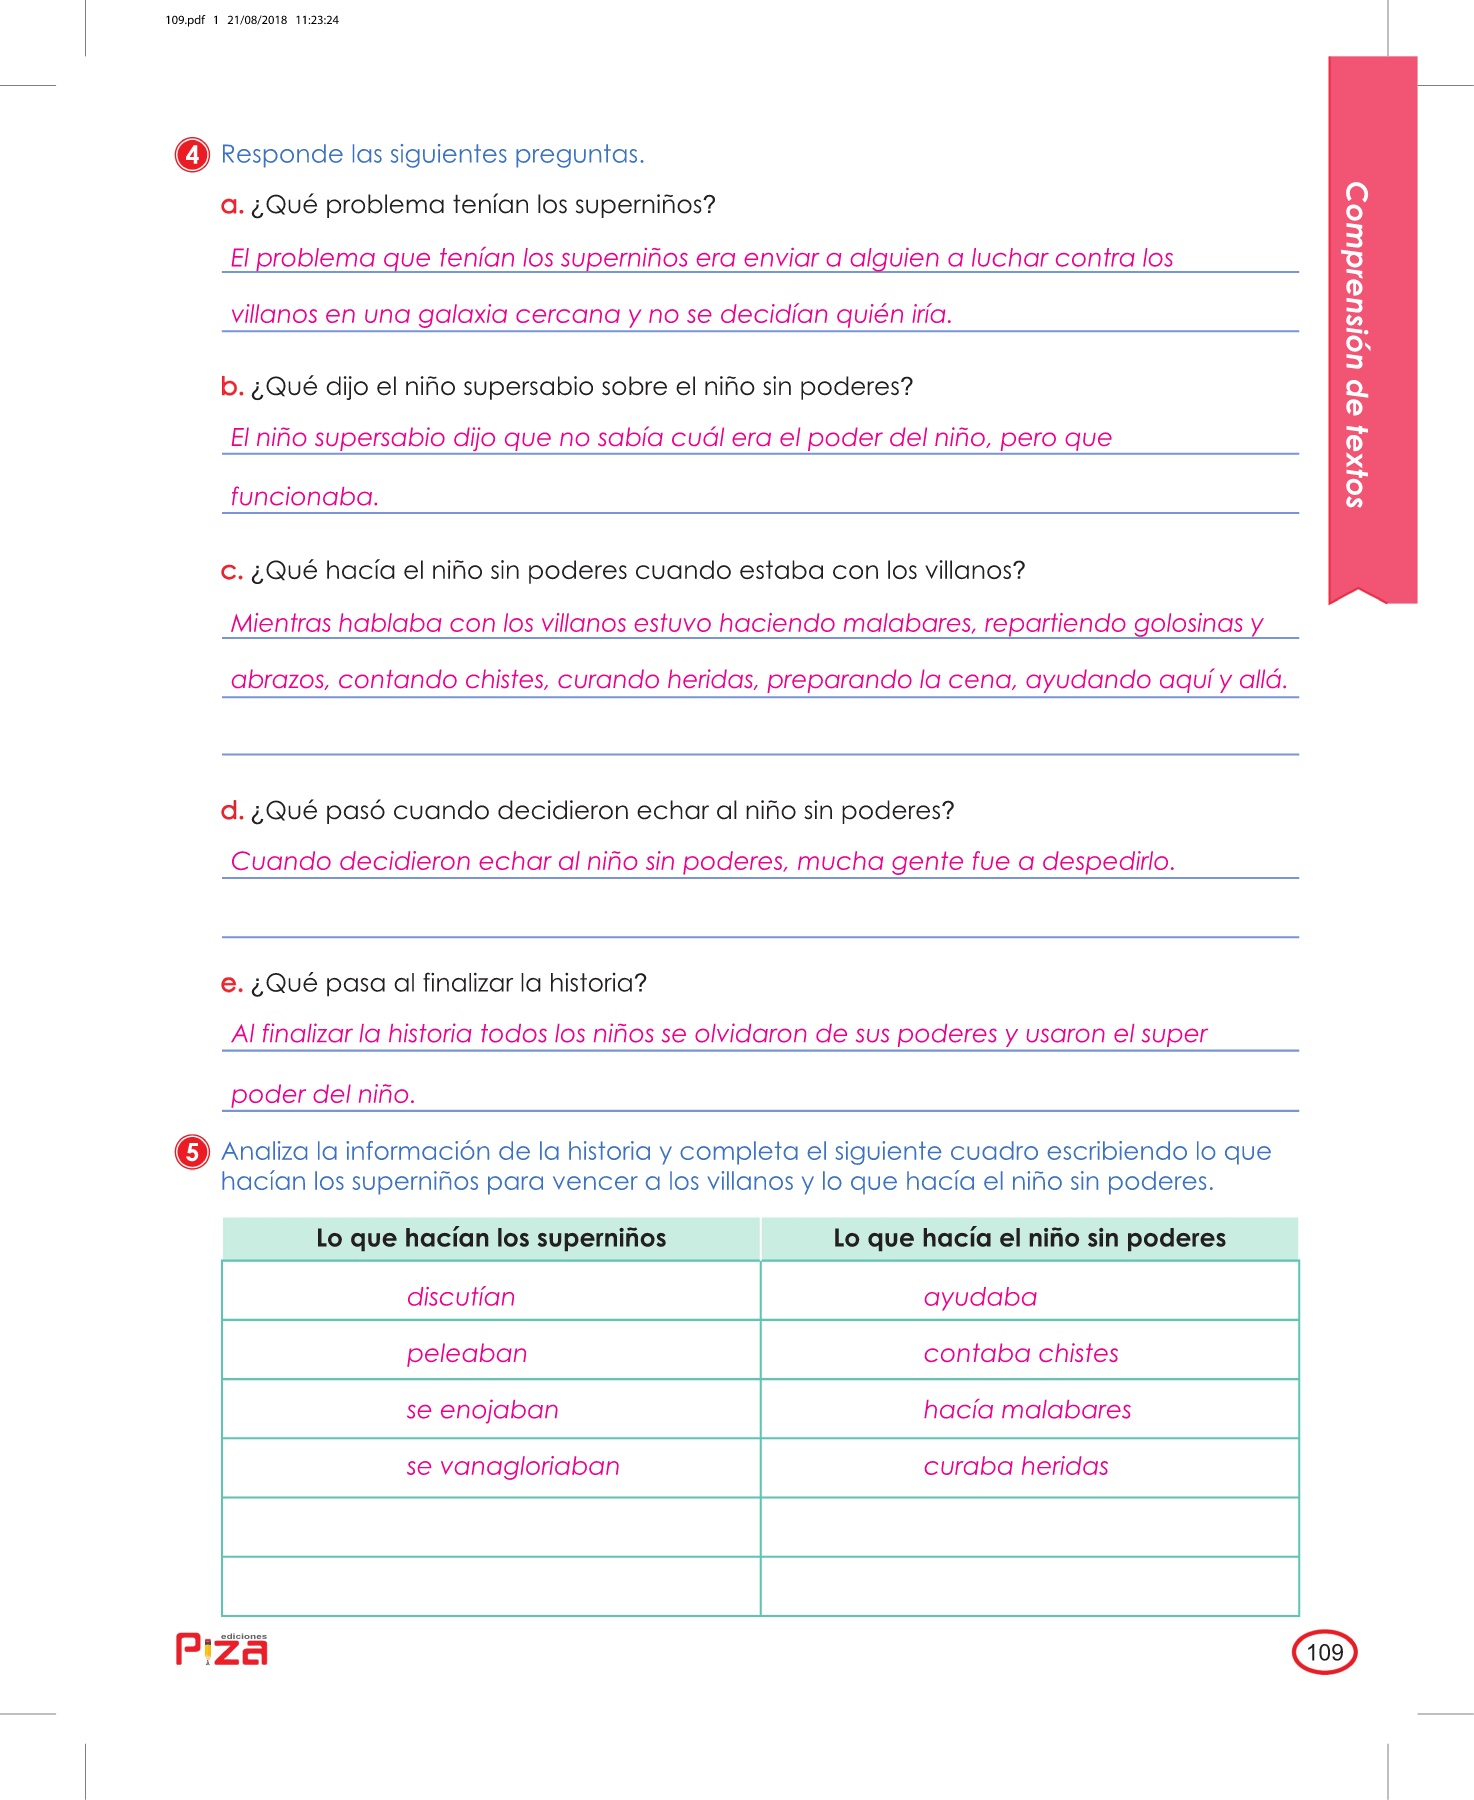 109.pdf 1 21/08/2018 11:23:24
Comprensión de textos
4 Responde las siguientes preguntas.
a. ¿Qué problema tenían los superniños?
El problema que tenían los superniños era enviar a alguien a luchar contra los
villanos en una galaxia cercana y no se decidían quién iría.
b. ¿Qué dijo el niño supersabio sobre el niño sin poderes?
El niño supersabio dijo que no sabía cuál era el poder del niño, pero que
funcionaba.
c. ¿Qué hacía el niño sin poderes cuando estaba con los villanos?
Mientras hablaba con los villanos estuvo haciendo malabares, repartiendo golosinas y
abrazos, contando chistes, curando heridas, preparando la cena, ayudando aquí y allá.
d. ¿Qué pasó cuando decidieron echar al niño sin poderes?
Cuando decidieron echar al niño sin poderes, mucha gente fue a despedirlo.
e. ¿Qué pasa al finalizar la historia?
Al finalizar la historia todos los niños se olvidaron de sus poderes y usaron el super
poder del niño.
5 Analiza la información de la historia y completa el siguiente cuadro escribiendo lo que
hacían los superniños para vencer a los villanos y lo que hacía el niño sin poderes.
Lo que hacían los superniños Lo que hacía el niño sin poderes
discutían ayudaba
peleaban contaba chistes
se enojaban hacía malabares
se vanagloriaban curaba heridas
ediciones
Piza
109